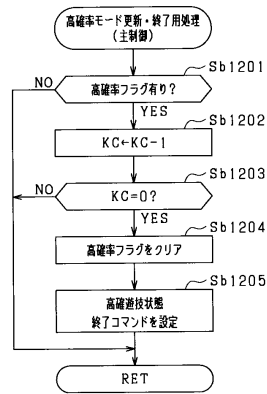 高確率モード更新・終了用処理
(主制御)
Sb1201
高確率フラグ有り?
NO
YES
Sb1202
KC←KC-1
Sb1203
KC=0?
NO
YES
Sb1204
高確率フラグをクリア
Sb1205
高確遊技状態
終了コマンドを設定
RET